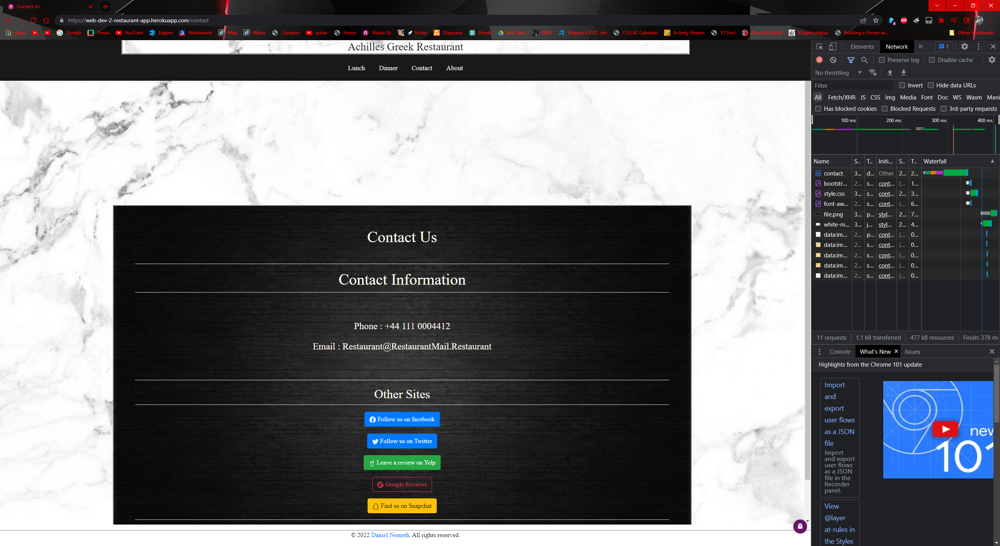 Contact Us
https://web-dev-2-restaurant-app.herokuapp.com/contact
Apps Google Zenva YouTube Engine Nationwide Map Wares Complex guitar Home About Us b1nzy Diagrams Pexels My Drive PING Roguey's X3TC site CELCAT Calendar Activity Stream YT Sort Akasztófa játék Közpénzhajsza Building a Forum wi... Other bookmarks
Achilles Greek Restaurant
Lunch Dinner Contact About
Contact Us
Contact Information
Phone : +44 111 0004412
Email : Restaurant@RestaurantMail.Restaurant
Other Sites
Follow us on facebook
Follow us on Twitter
Leave a review on Yelp
Google Reviews
Find us on Snapchat
© 2022 Daniel Nemeth. All rights reserved.
Elements Network 1
Preserve log Disable cache
No throttling
Filter Invert Hide data URLs
All Fetch/XHR JS CSS Img Media Font Doc WS Wasm Mani
Has blocked cookies Blocked Requests 3rd-party requests
100 ms 200 ms 300 ms 400 ms
Name S.. T.. Initi... S.. T.. Waterfall
contact 3... d... Other 2... 2...
bootstr... 2... s... cont... (... 1...
style.css 3... s... cont... 2... 3...
font-aw... 2... s... cont... (... 6...
file.png 3... p... styl... 2... 7...
white-m... 3... j... styl... 2... 4...
data:im... 2... p... cont... (... 0...
data:im... 2... s... cont... (... 0...
data:im... 2... s... cont... (... 0...
data:im... 2... s... cont... (... 0...
data:im... 2... s... cont... (... 0...
11 requests 1.1 kB transferred 477 kB resources Finish: 378 ms
Console What's New Issues
Highlights from the Chrome 101 update
Import
and
export
user flows
as a JSON
file
Import
and export
user flows
as a JSON
file in the
Recorder
panel.
new
101
View
@layer
at-rules in
the Styles